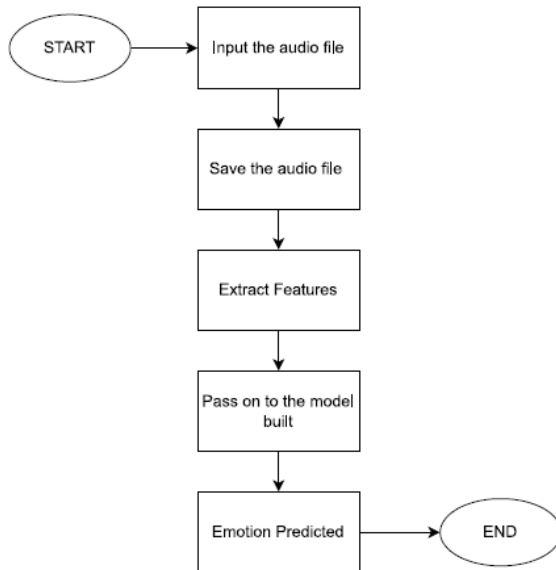 START
Input the audio file
Save the audio file
Extract Features
Pass on to the model
built
Emotion Predicted
END